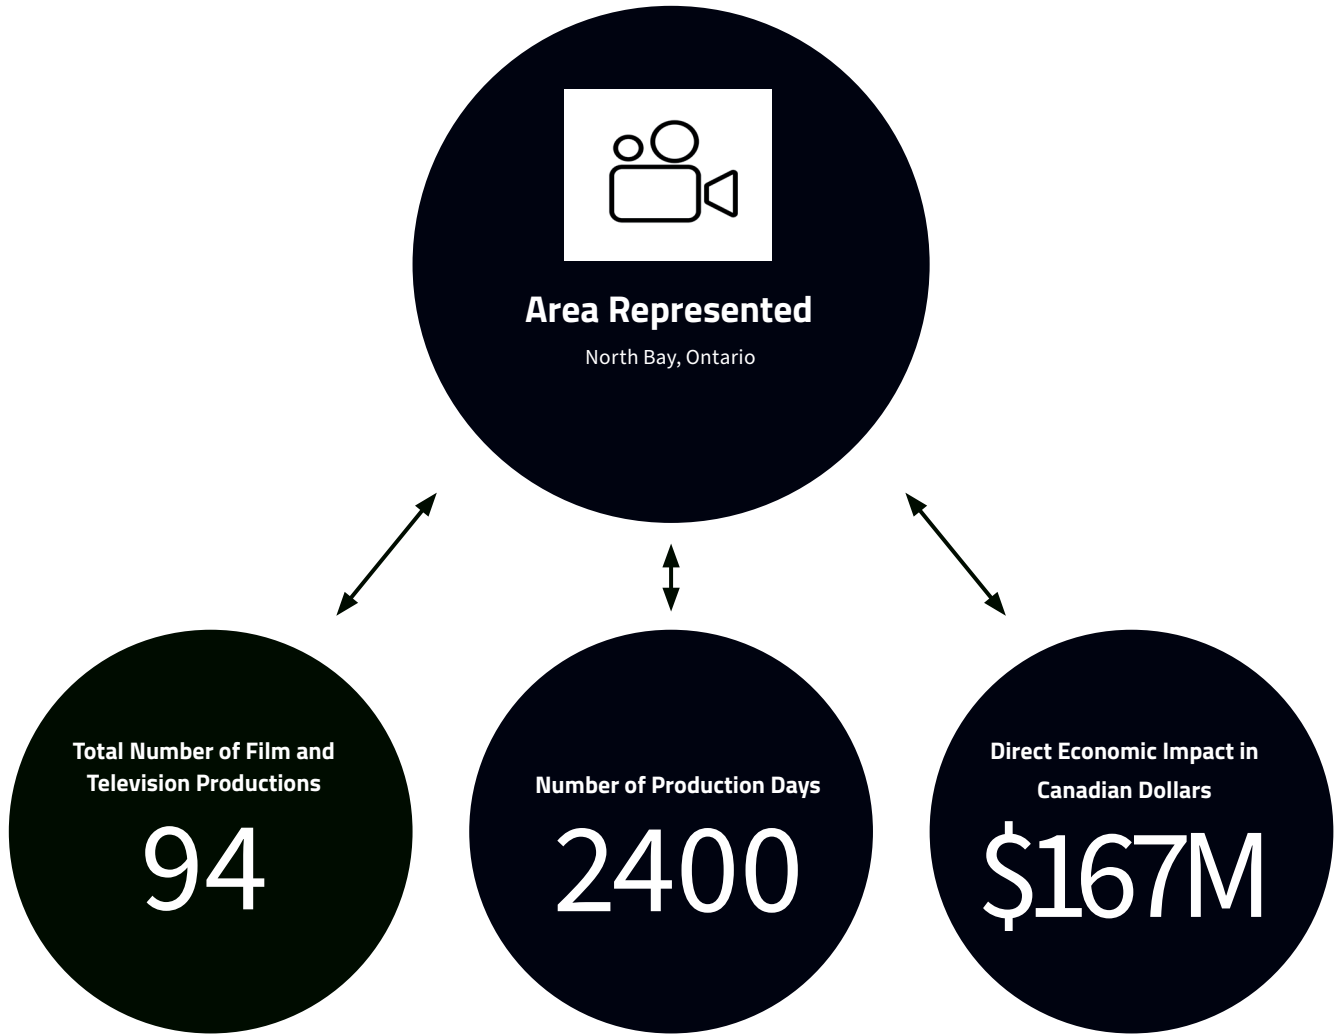 Area Represented
North Bay, Ontario
Total Number of Film and
Television Productions
94
Number of Production Days
2400
Direct Economic Impact in
Canadian Dollars
$167M